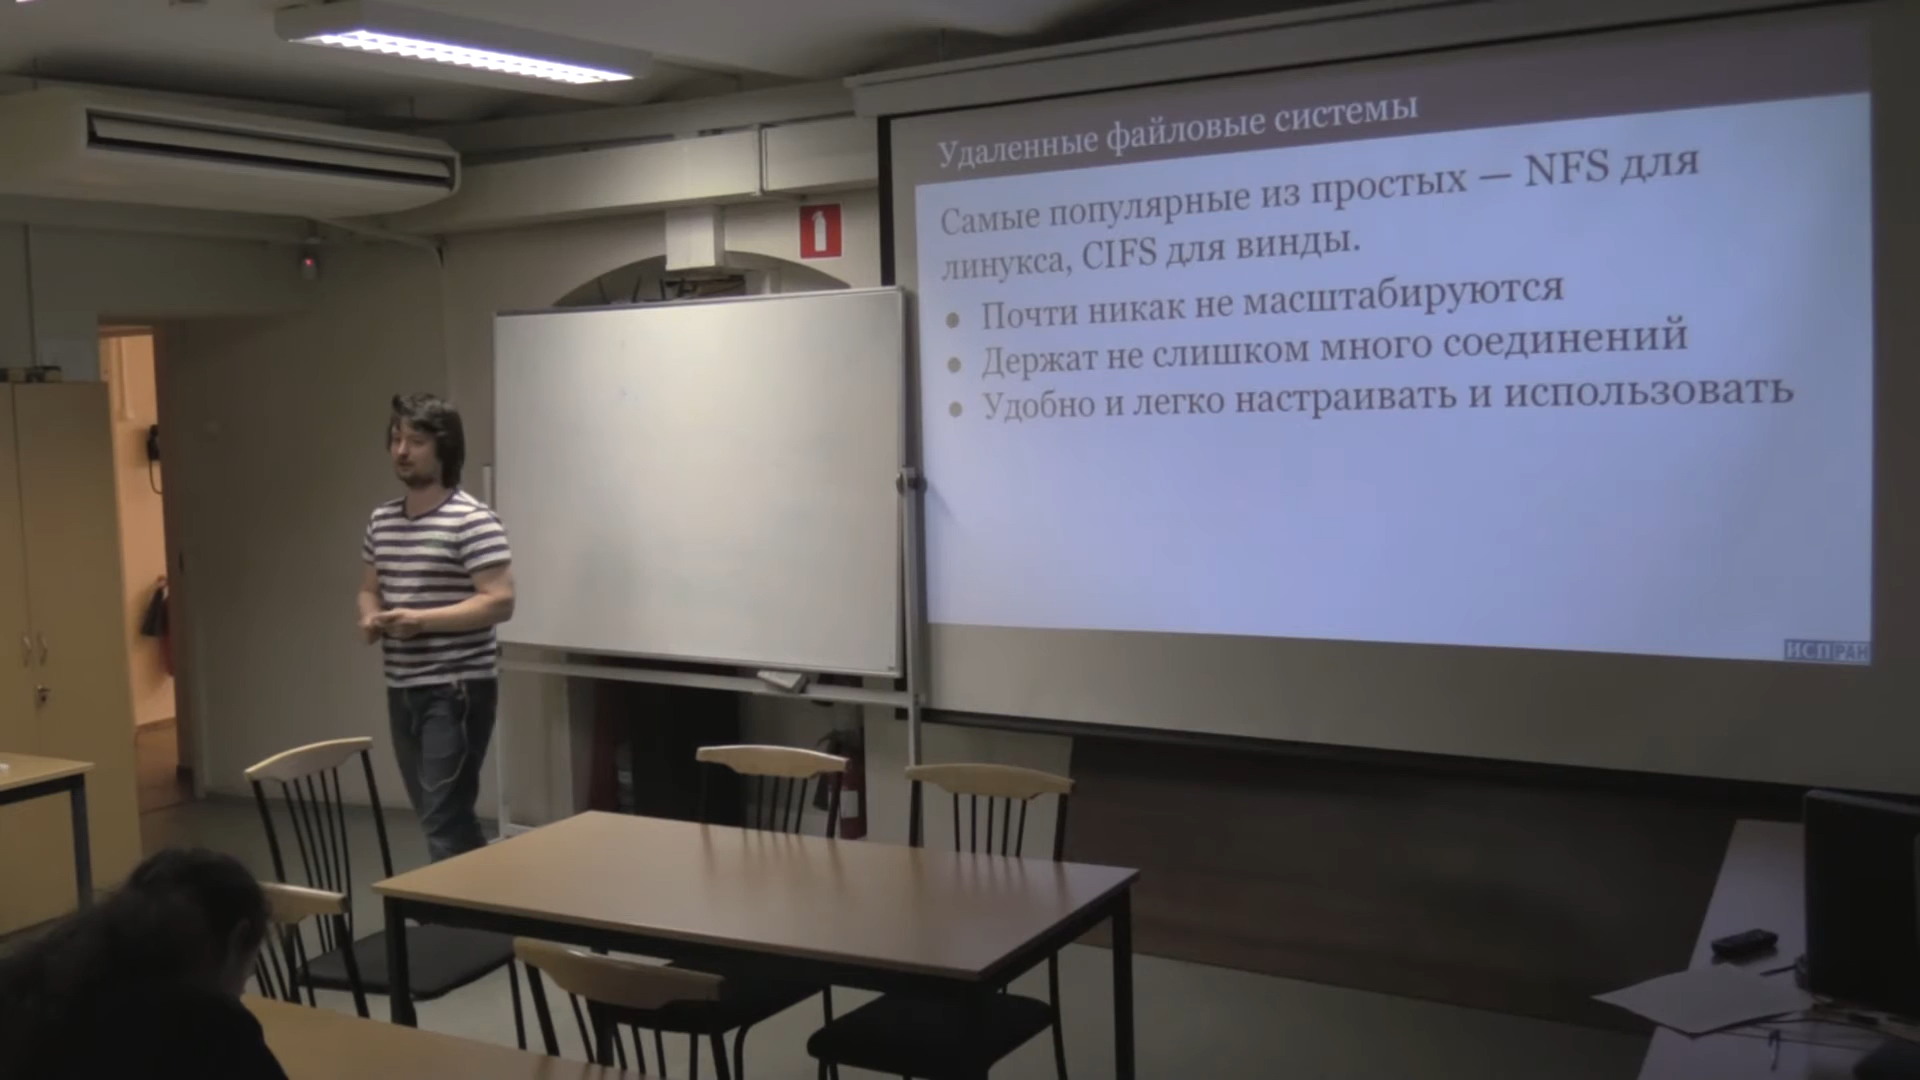 Удаленные файловые системы
Самые популярные из простых — NFS для
линукса, CIFS для винды.
● Почти никак не масштабируются
● Держат не слишком много соединений
● Удобно и легко настраивать и использовать
ИСП РАН